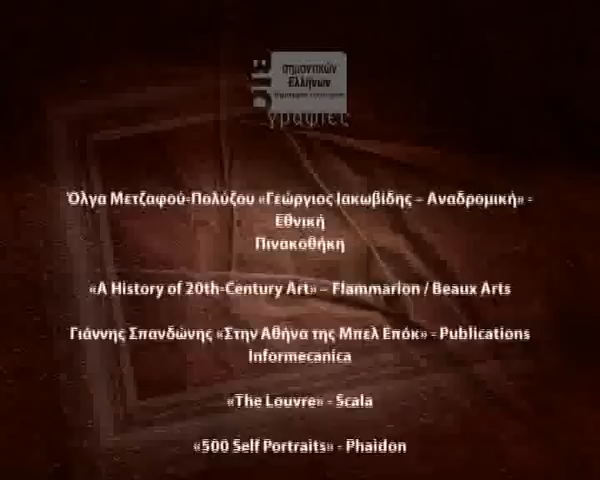 σημαντικών
Ελλήνων
γραφίες
Όλγα Μετζαφού-Πολύζου «Γεώργιος Ιακωβίδης – Αναδρομική» -
Εθνική
Πινακοθήκη
«A History of 20th-Century Art» – Flammarion / Beaux Arts
Γιάννης Σπανδώνης «Στην Αθήνα της Μπελ Επόκ» - Publications
Informecanica
«The Louvre» - Scala
«500 Self Portraits» - Phaidon